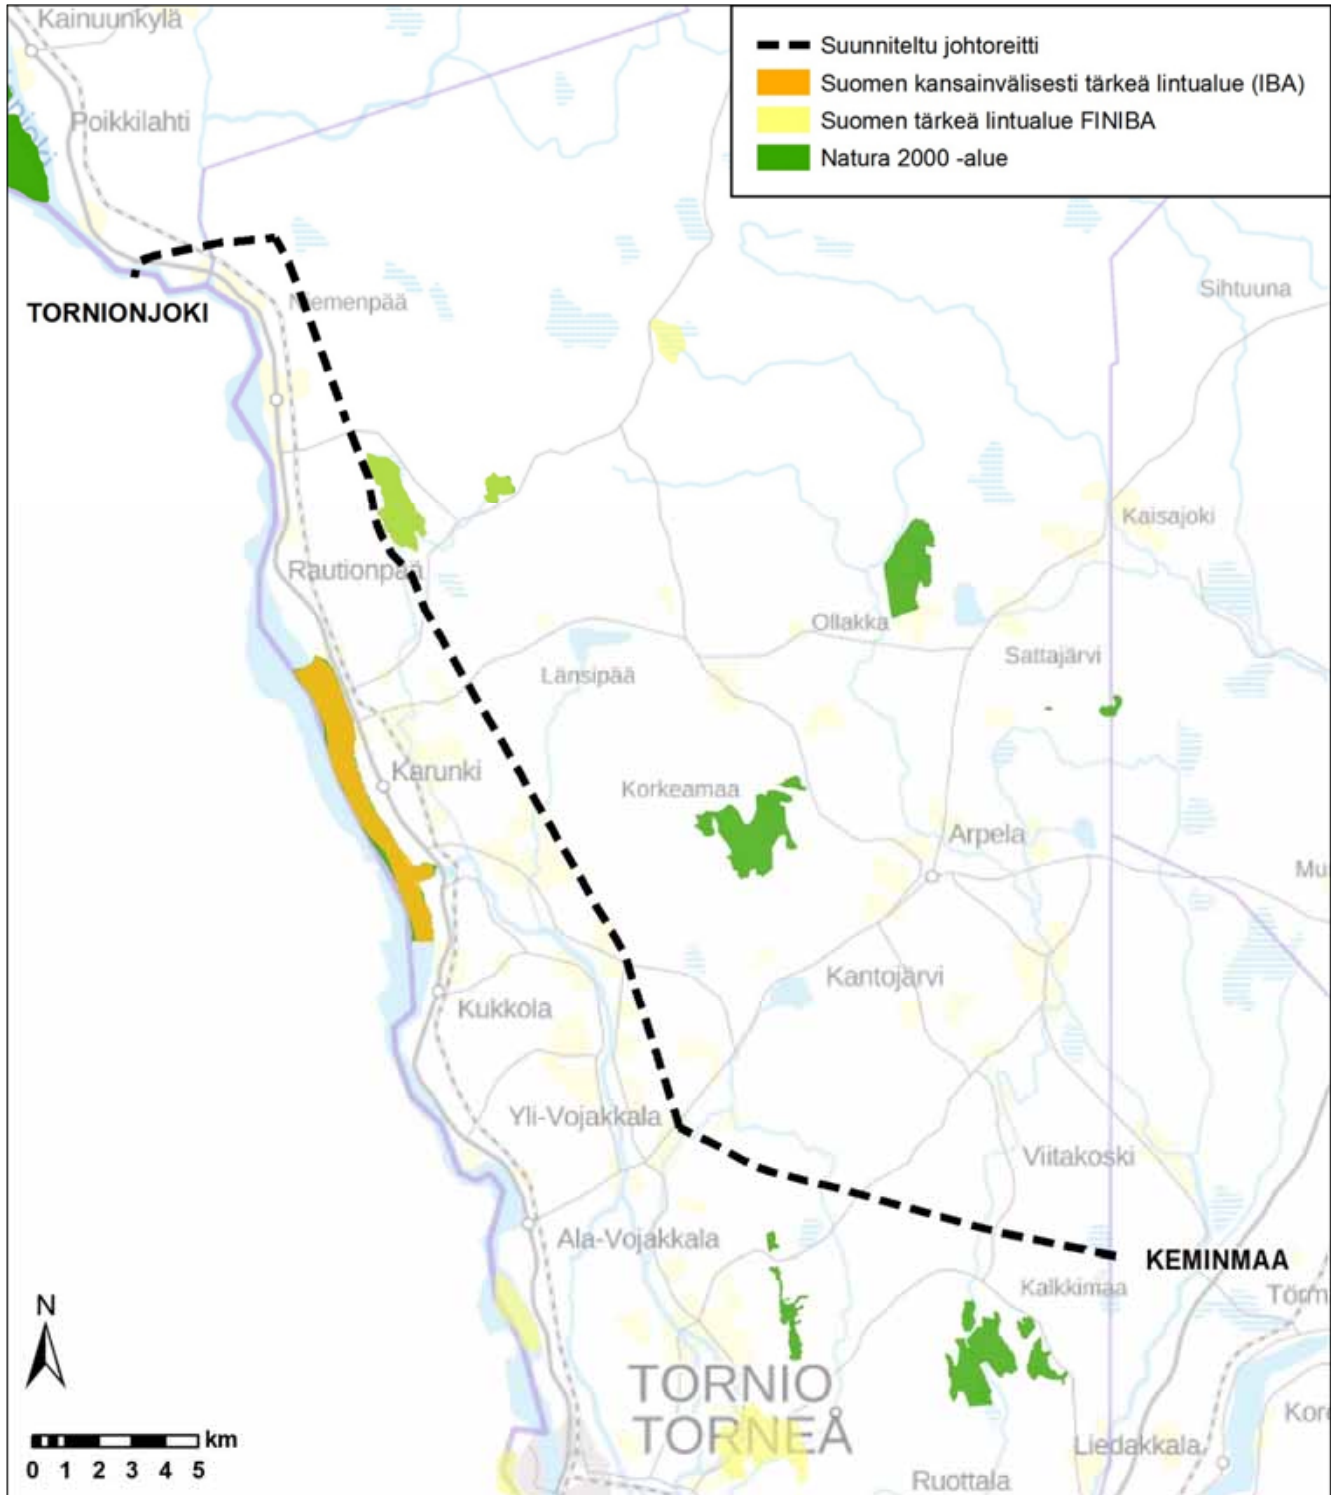 Kainuunkylä
Poikkilahti
Suunniteltu johtoreitti
Suomen kansainvälisesti tärkeä lintualue (IBA)
Suomen tärkeä lintualue FINIBA
Natura 2000 -alue
TORNIONJOKI
Niemenpää
Sihtuuna
Kaisajoki
Rautionpää
Ollakka
Sattajärvi
Länsipää
Karunki
Korkeamaa
Arpela
Kantojärvi
Kukkola
Yli-Vojakkala
Viitakoski
Ala-Vojakkala
KEMINMAA
Kalkkimaa
Törm
N
TORNIO
TORNEÅ
Liedakkala
Ruottala
km
0 1 2 3 4 5